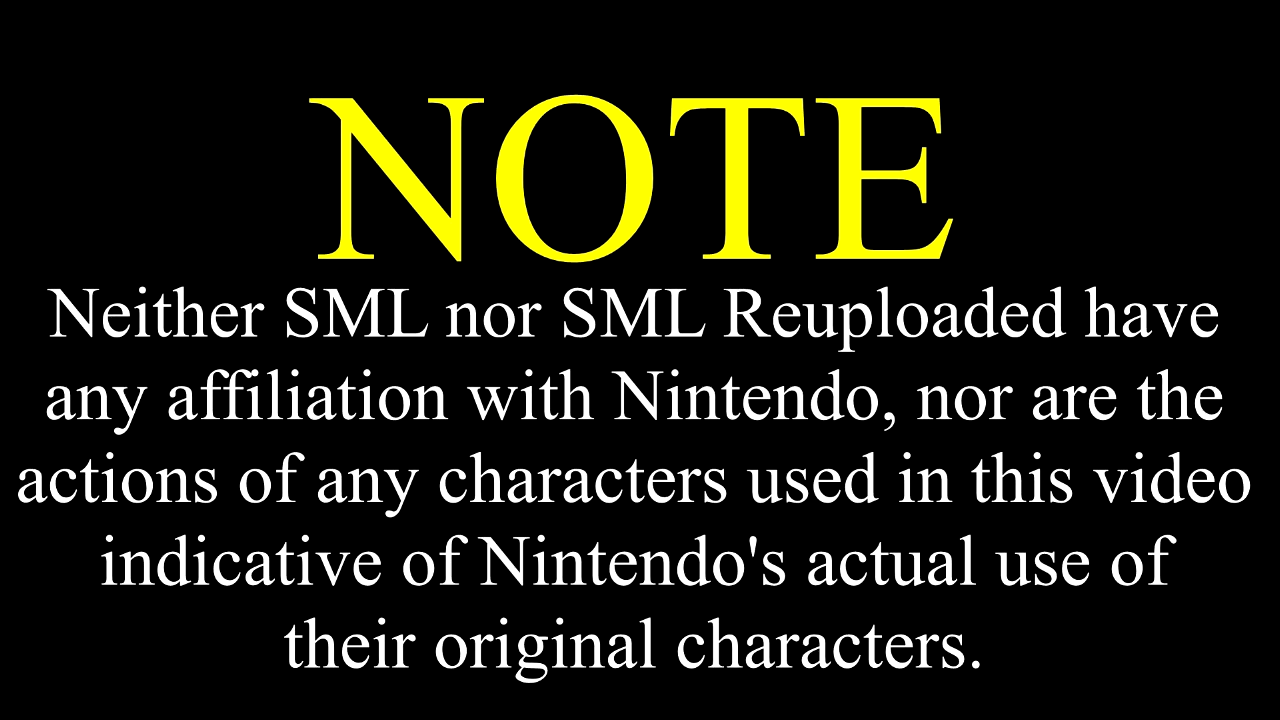 NOTE
Neither SML nor SML Reuploaded have
any affiliation with Nintendo, nor are the
actions of any characters used in this video
indicative of Nintendo's actual use of
their original characters.